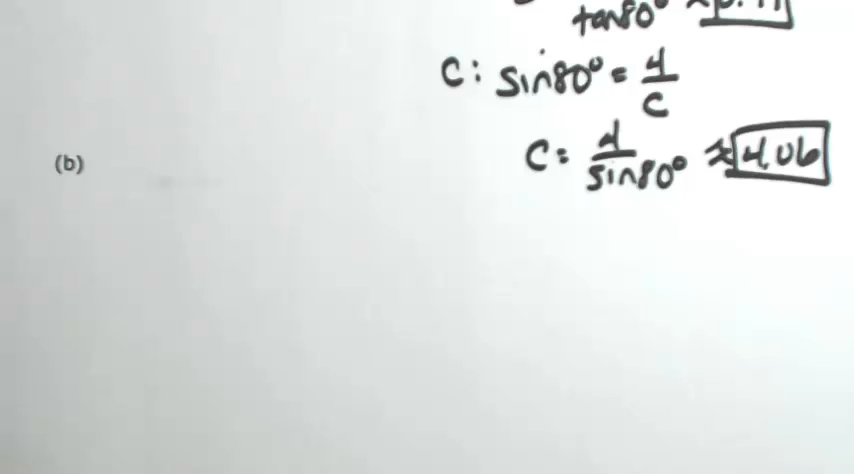 tan80°
C: sin80° = 4/c
C = 4/sin80° ≈ 4.06
(b)